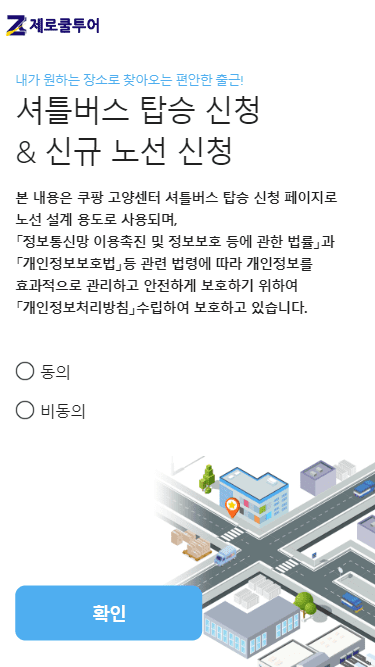 제로쿨투어
내가 원하는 장소로 찾아오는 편안한 출근!
셔틀버스 탑승 신청
& 신규 노선 신청
본 내용은 쿠팡 고양센터 셔틀버스 탑승 신청 페이지로
노선 설계 용도로 사용되며,
「정보통신망 이용촉진 및 정보보호 등에 관한 법률」과
「개인정보보호법」등 관련 법령에 따라 개인정보를
효과적으로 관리하고 안전하게 보호하기 위하여
「개인정보처리방침」수립하여 보호하고 있습니다.
동의
비동의
확인